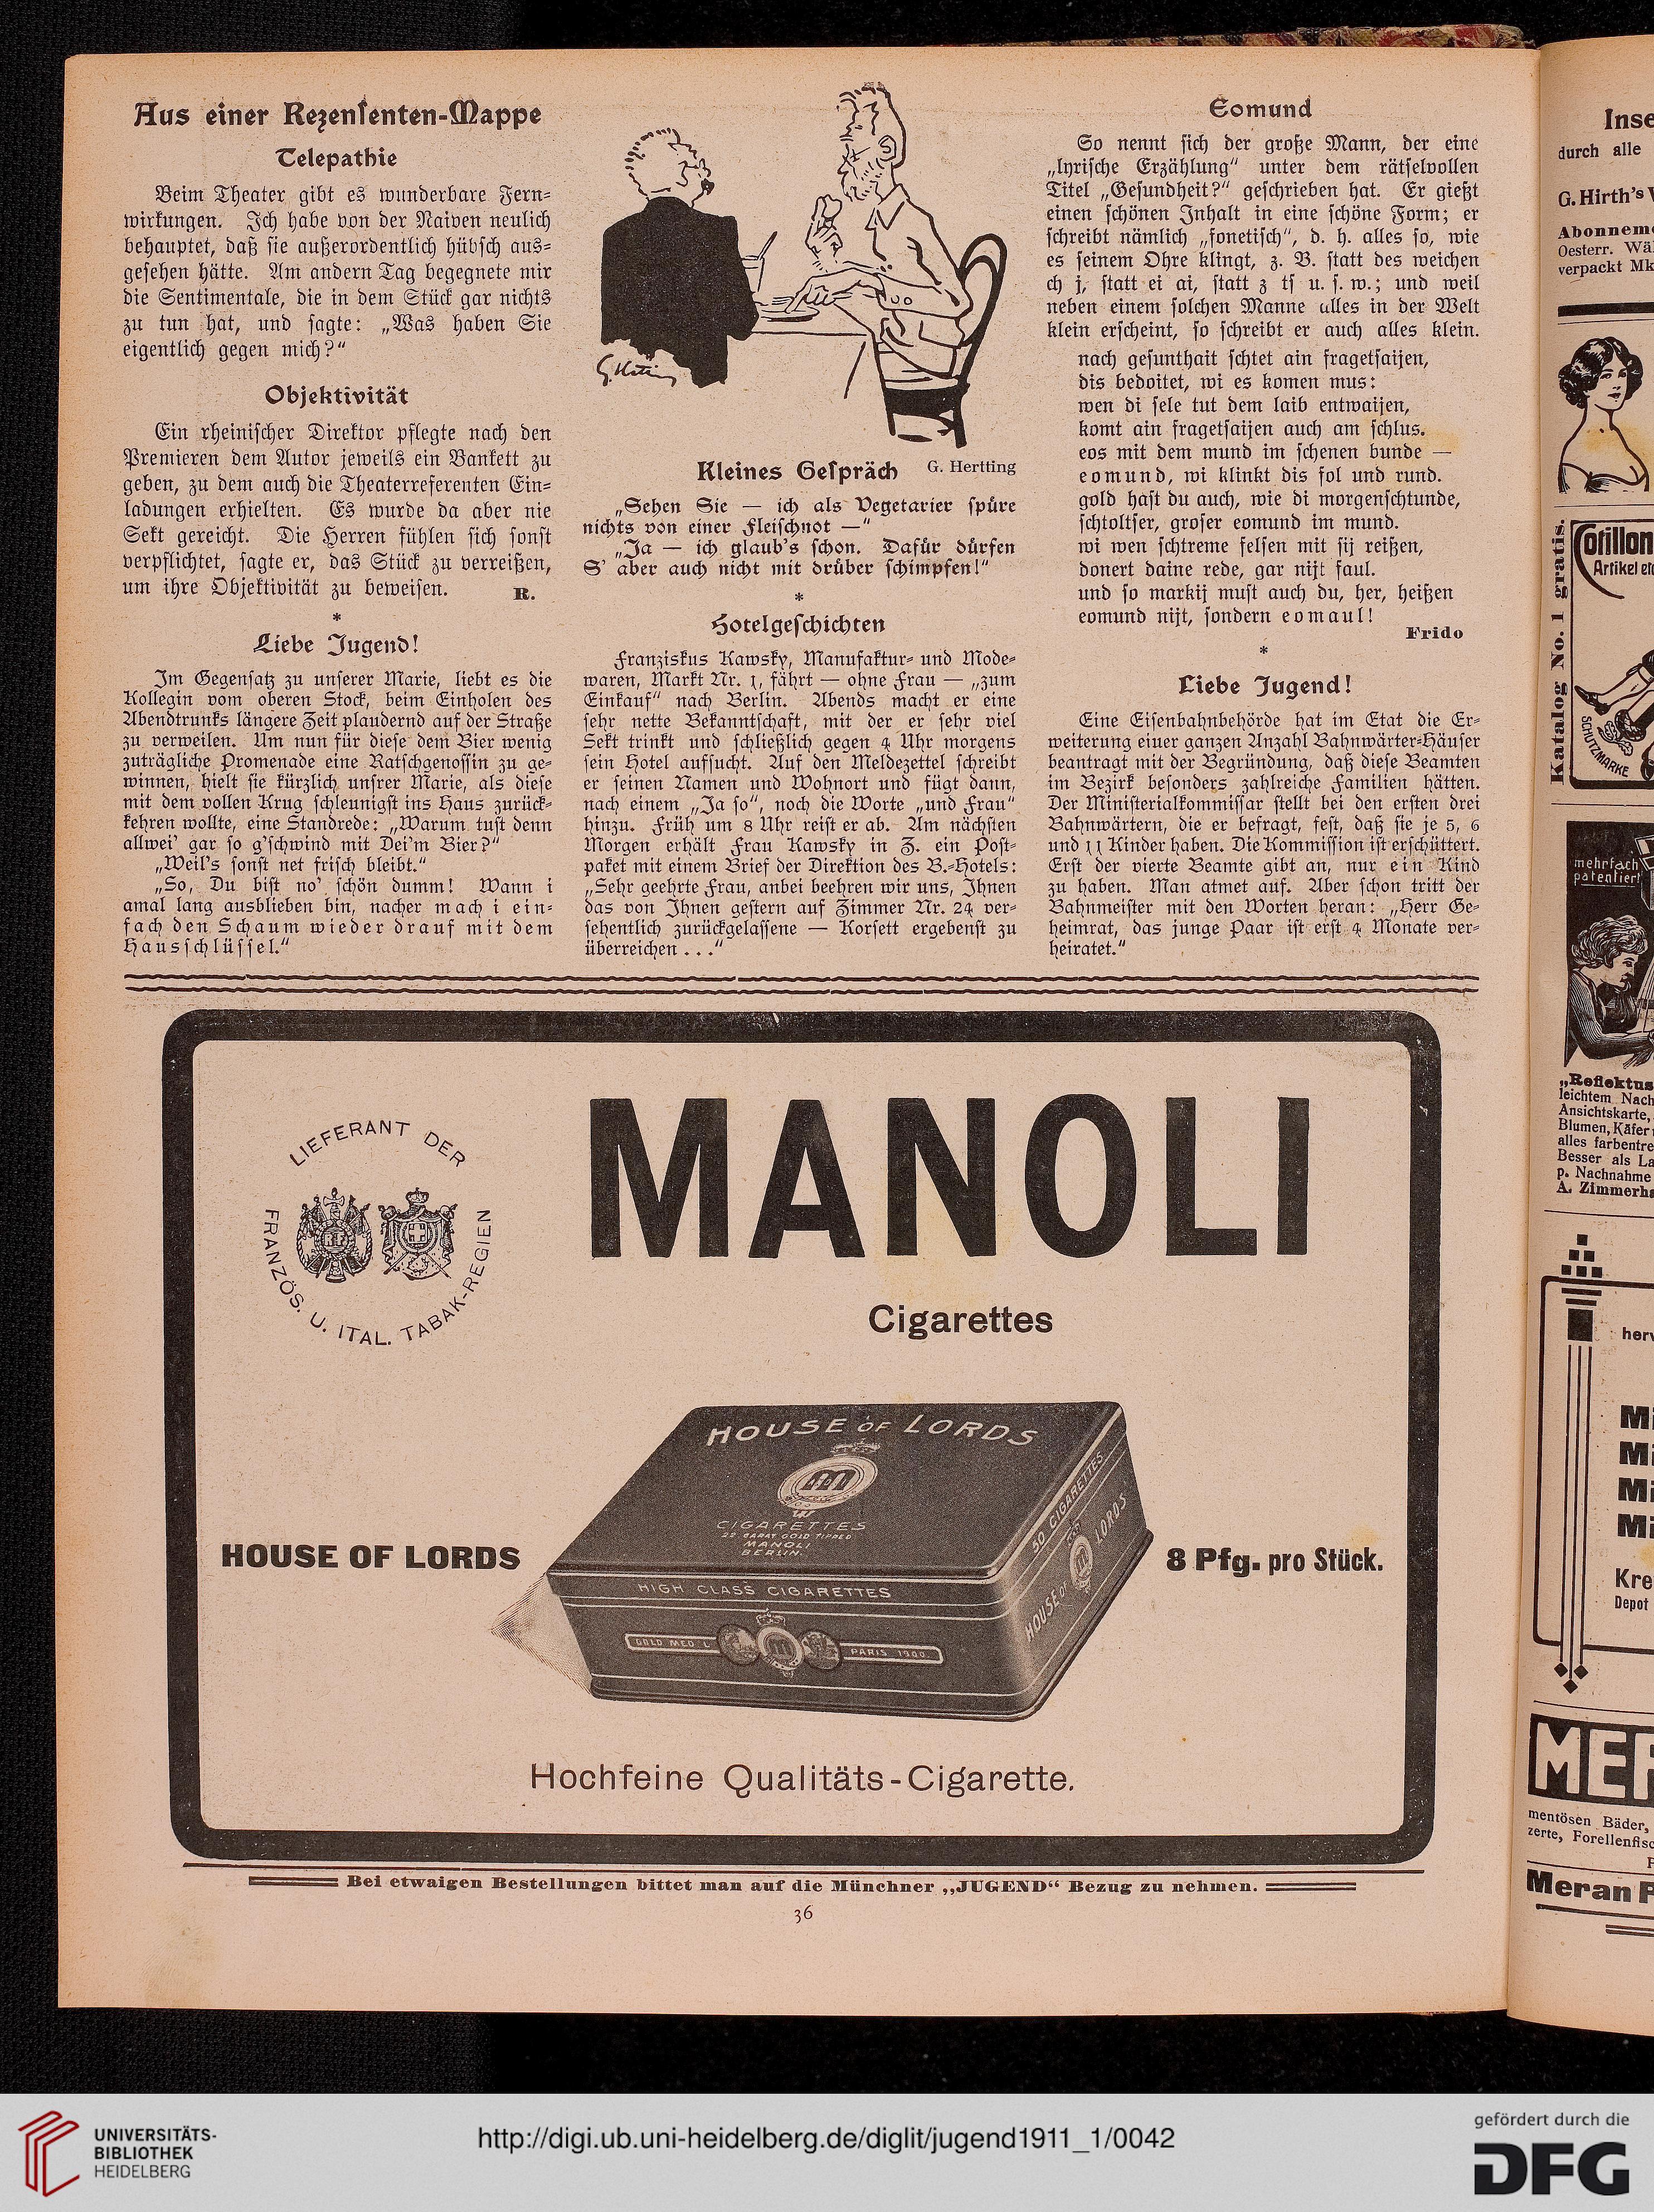 Aus einer Rezensenten-Mappe
Telepathie
Beim Theater gibt es wunderbare Fern-
wirkungen. Ich habe von der Naiven neulich
behauptet, daß sie außerordentlich hübsch aus-
gesehen hätte. Am andern Tag begegnete mir
die Sentimentale, die in dem Stück gar nichts
zu tun hat, und sagte: „Was haben Sie
eigentlich gegen mich?“
Objektivität
Ein rheinischer Direktor pflegte nach den
Premieren dem Autor jeweils ein Bankett zu
geben, zu dem auch die Theaterreferenten Ein-
ladungen erhielten. Es wurde da aber nie
Sekt gereicht. Die Herren fühlen sich sonst
verpflichtet, sagte er, das Stück zu verreißen,
um ihre Objektivität zu beweisen. R.
*
Liebe Jugend!
Im Gegensatz zu unserer Marie, liebt es die
Kollegin vom oberen Stock, beim Einholen des
Abendtrunks längere Zeit plaudernd auf der Straße
zu verweilen. Um nun für diese dem Bier wenig
zuträgliche Promenade eine Ratschgenossin zu ge-
winnen, hielt sie kürzlich unsrer Marie, als diese
mit dem vollen Krug schleunigst ins Haus zurück-
kehren wollte, eine Standrede: „Warum tust denn
allwei' gar so g'schwind mit Dei'm Bier?“
„Weil's sonst net frisch bleibt.“
„So, Du bist no' schön dumm! Wann i
amal lang ausblieben bin, nacher mach i ein-
fach den Schaum wieder drauf mit dem
Hausschlüssel.“
G. Hertting
Kleines Gespräch G. Hertting
„Sehen Sie — ich als Vegetarier spüre
nichts von einer Fleischnot —“
„Ja — ich glaub's schon. Dafür dürfen
S' aber auch nicht mit drüber schimpfen!“
*
Hotelgeschichten
Franziskus Kawsky, Manufaktur- und Mode-
waren, Markt Nr. 1, fährt — ohne Frau — „zum
Einkauf“ nach Berlin. Abends macht er eine
sehr nette Bekanntschaft, mit der er sehr viel
Sekt trinkt und schließlich gegen 4 Uhr morgens
sein Hotel aufsucht. Auf den Meldezettel schreibt
er seinen Namen und Wohnort und fügt dann,
nach einem „Ja so“, noch die Worte „und Frau“
hinzu. Früh um 8 Uhr reist er ab. Am nächsten
Morgen erhält Frau Kawsky in Z. ein Post-
paket mit einem Brief der Direktion des B.-Hotels:
„Sehr geehrte Frau, anbei beehren wir uns, Ihnen
das von Ihnen gestern auf Zimmer Nr. 24 ver-
sehentlich zurückgelassene — Korsett ergebenst zu
überreichen . . .“
Eomund
So nennt sich der große Mann, der eine
„lyrische Erzählung“ unter dem rätselvollen
Titel „Gesundheit?“ geschrieben hat. Er gießt
einen schönen Inhalt in eine schöne Form; er
schreibt nämlich „fonetisch“, d. h. alles so, wie
es seinem Ohre klingt, z. B. statt des weichen
ch j, statt ei ai, statt z ts u. s. w.; und weil
neben einem solchen Manne alles in der Welt
klein erscheint, so schreibt er auch alles klein.
nach gesunthait schtet ain fragetsaijen,
dis bedoitet, wi es komen mus:
wen di sele tut dem laib entwaijen,
komt ain fragetsaijen auch am schlus.
eos mit dem mund im schenen bunde —
eomund, wi klinkt dis fol und rund.
gold hast du auch, wie di morgenschtunde,
schtoltser, groser eomund im mund.
wi wen schtreme felsen mit sij reißen,
donert daine rede, gar nijt faul.
und so markij must auch du, her, heißen
eomund nijt, sondern eomaul!
Frido
*
Liebe Jugend!
Eine Eisenbahnbehörde hat im Etat die Er-
weiterung einer ganzen Anzahl Bahnwärter-Häuser
beantragt mit der Begründung, daß diese Beamten
im Bezirk besonders zahlreiche Familien hätten.
Der Ministerialkommissar stellt bei den ersten drei
Bahnwärtern, die er befragt, fest, daß sie je 5, 6
und 11 Kinder haben. Die Kommission ist erschüttert.
Erst der vierte Beamte gibt an, nur ein Kind
zu haben. Man atmet auf. Aber schon tritt der
Bahnmeister mit den Worten heran: „Herr Ge-
heimrat, das junge Paar ist erst 4 Monate ver-
heiratet.“
LIEFERANT DER
FRANZÖS. U. ITAL. TABAK-REGIEN
MANOLI
Cigarettes
HOUSE OF LORDS
CIGARETTES
22 CARAT GOLD TIPPED
MANOLI
BERLIN.
HIGH CLASS CIGARETTES
PARIS 1900
50 CIGARETTES
HOUSE OF LORDS
HOUSE OF LORDS
8 Pfg. pro Stück.
Hochfeine Qualitäts-Cigarette.
Bei etwaigen Bestellungen bittet man auf die Münchner „JUGEND“ Bezug zu nehmen.
36
Inse
durch alle
G. Hirth's V
Abonnem
Oesterr. Wä
verpackt Mk
Katalog No. 1 gratis.
Cotillon
Artikel et
SCHUTZMARKE
mehrfach
patentiert
„Reflektus
leichtem Nach
Ansichtskarte,
Blumen, Käfer
alles farbentre
Besser als La
p. Nachnahme
A. Zimmerha
her
Mi
Mi
Mi
Mi
Kre
Depot
MER
mentösen Bäder,
zerte, Forellenfisc
Meran
UNIVERSITÄTS-
BIBLIOTHEK
HEIDELBERG
http://digi.ub.uni-heidelberg.de/diglit/jugend1911_1/0042
gefördert durch die
DFG